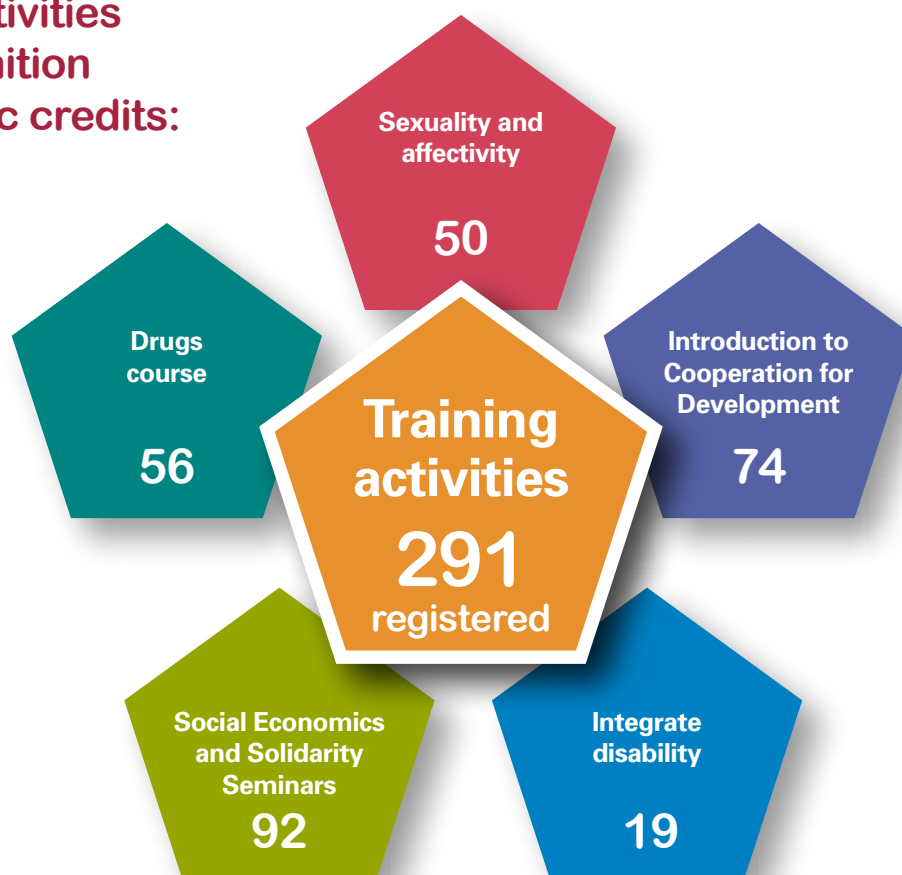 tivities
nition
c credits:
Sexuality and
affectivity
50
Drugs
course
56
Introduction to
Cooperation for
Development
74
Training
activities
291
registered
Social Economics
and Solidarity
Seminars
92
Integrate
disability
19